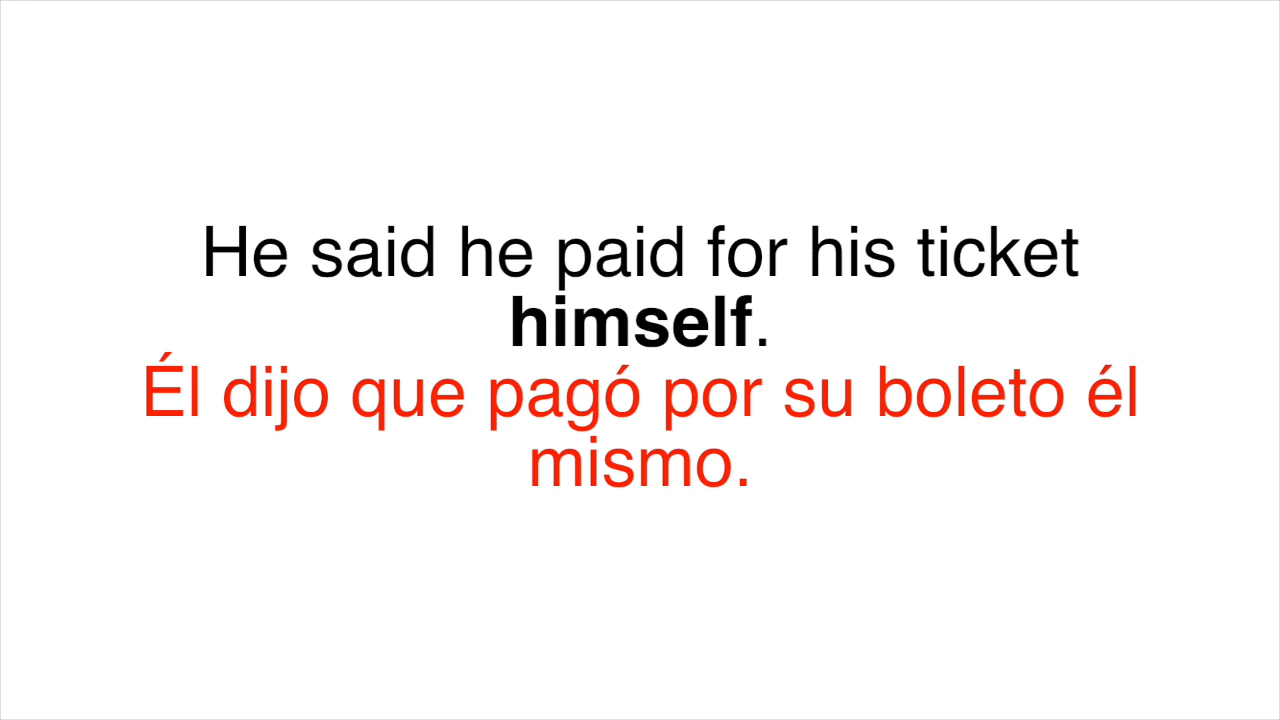 He said he paid for his ticket
himself.
Él dijo que pagó por su boleto él
mismo.